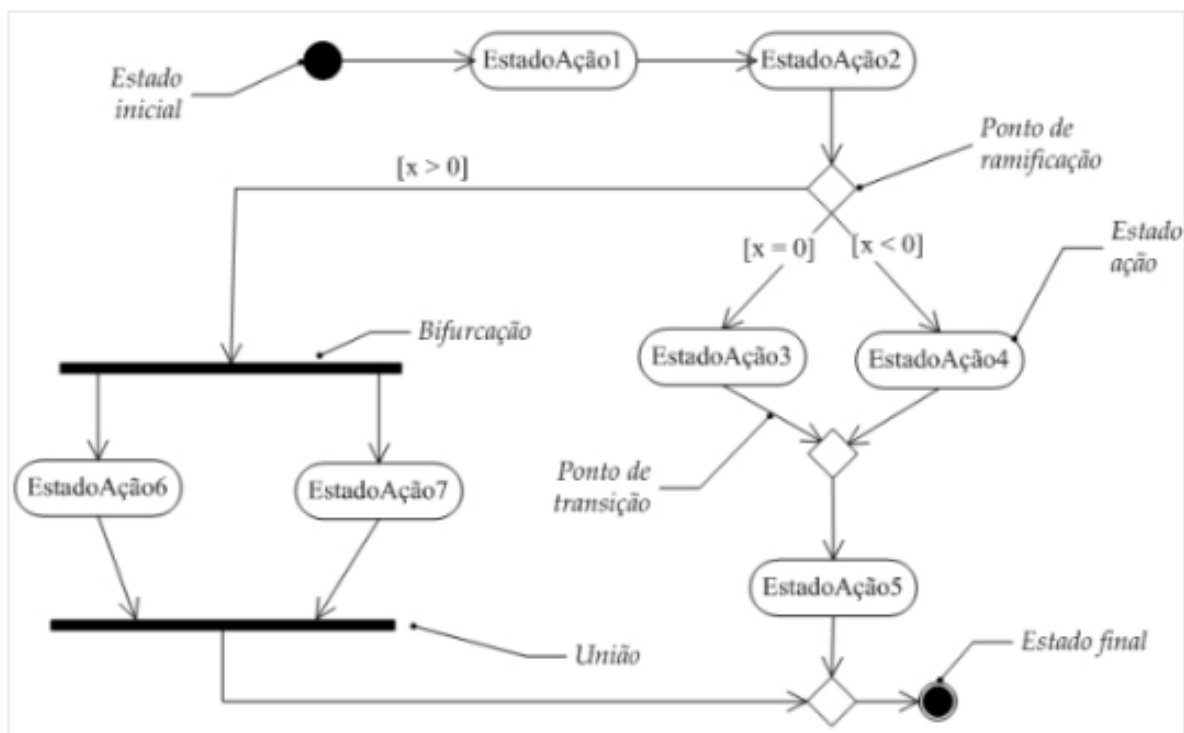 EstadoAção1
EstadoAção2
Estado
inicial
Ponto de
ramificação
[x > 0]
[x = 0]
[x < 0]
Estado
ação
Bifurcação
EstadoAção3
EstadoAção4
Ponto de
transição
EstadoAção6
EstadoAção7
EstadoAção5
União
Estado final